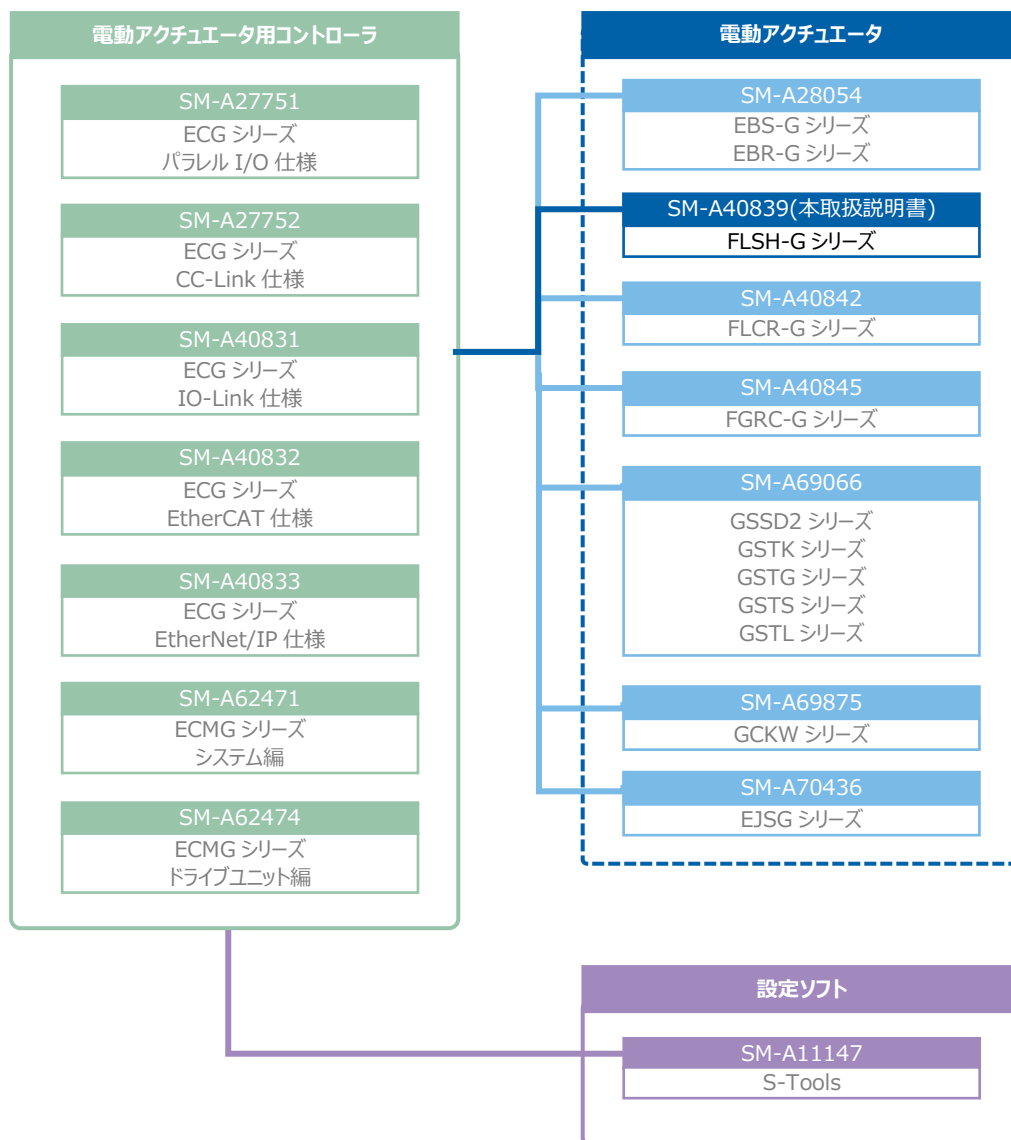 電動アクチュエータ用コントローラ
SM-A27751
ECG シリーズ
パラレル I/O 仕様
SM-A27752
ECG シリーズ
CC-Link 仕様
SM-A40831
ECG シリーズ
IO-Link 仕様
SM-A40832
ECG シリーズ
EtherCAT 仕様
SM-A40833
ECG シリーズ
EtherNet/IP 仕様
SM-A62471
ECMG シリーズ
システム編
SM-A62474
ECMG シリーズ
ドライブユニット編
電動アクチュエータ
SM-A28054
EBS-G シリーズ
EBR-G シリーズ
SM-A40839(本取扱説明書)
FLSH-G シリーズ
SM-A40842
FLCR-G シリーズ
SM-A40845
FGRC-G シリーズ
SM-A69066
GSSD2 シリーズ
GSTK シリーズ
GSTG シリーズ
GSTS シリーズ
GSTL シリーズ
SM-A69875
GCKW シリーズ
SM-A70436
EJSG シリーズ
設定ソフト
SM-A11147
S-Tools